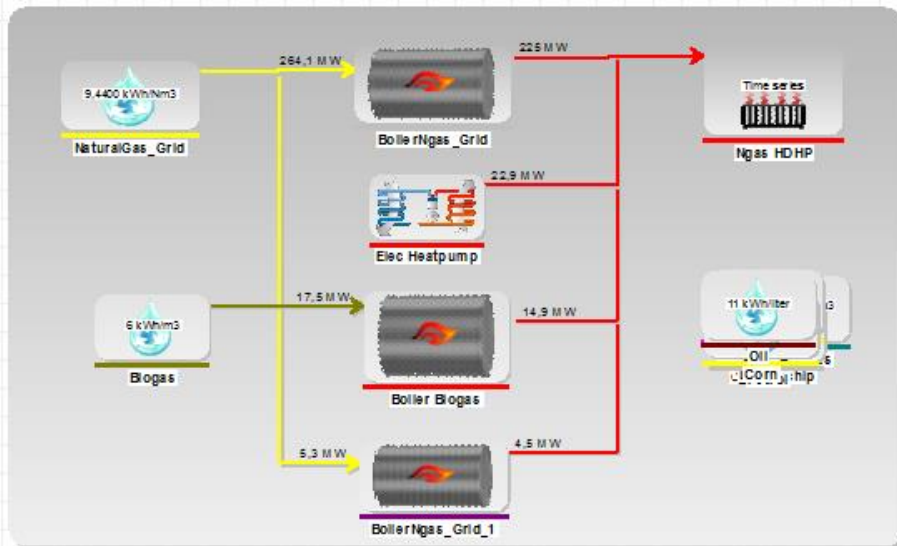 264,1 MW
225 MW
9,4400 kWh/Nm3
Time series
NaturalGas_Grid
BoilerNgas_Grid
Ngas HDHP
22,9 MW
Elec Heatpump
17,5 MW
14,9 MW
6 kWh/m3
11 kWh/liter
Biogas
Boiler Biogas
Oil
Corn
5,3 MW
4,5 MW
BoilerNgas_Grid_1